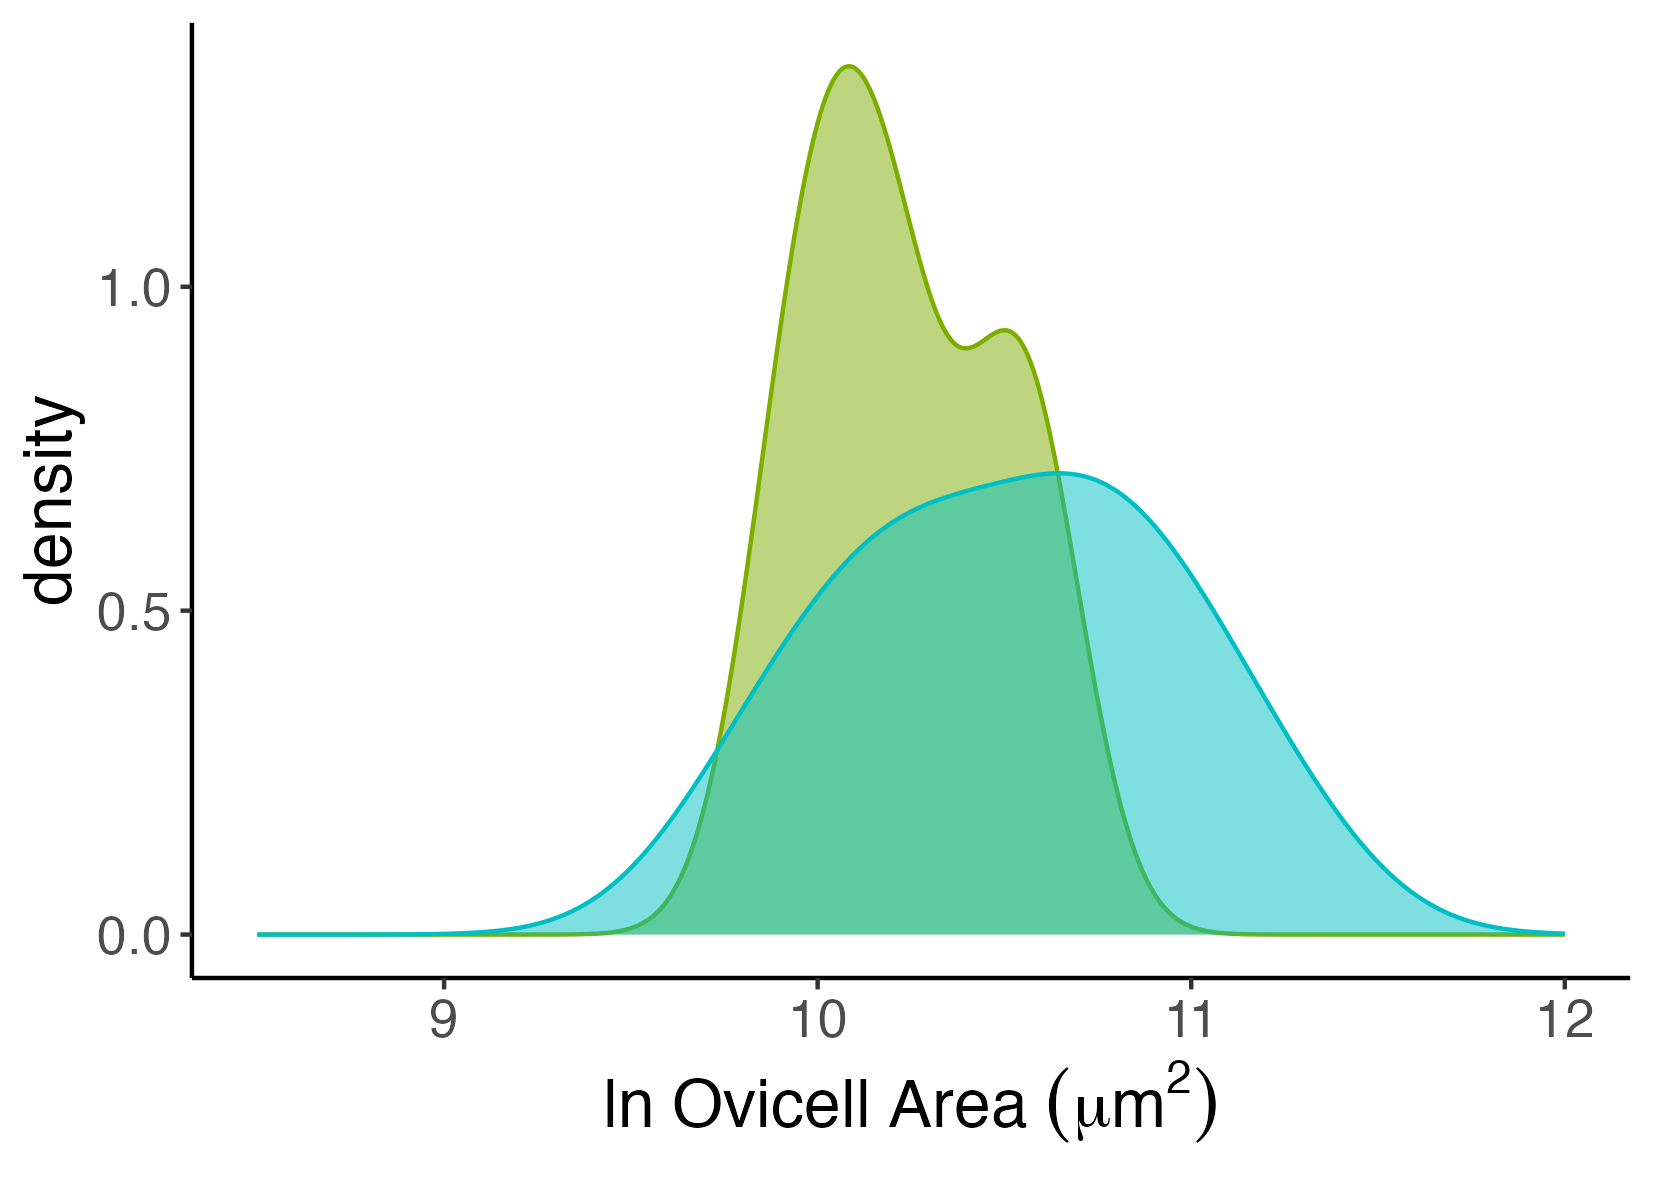 density
1.0
0.5
0.0
9 10 11 12
ln Ovicell Area (μm²)